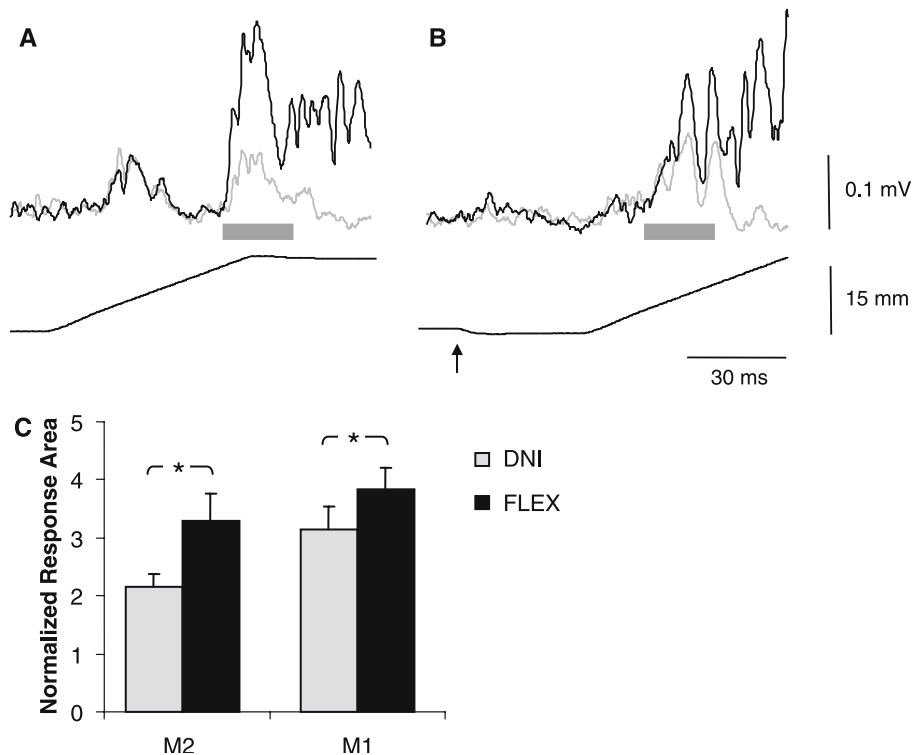 A
B
0.1 mV
15 mm
30 ms
C
Normalized Response Area
5
4
3
2
1
0
*
*
M2
M1
DNI
FLEX